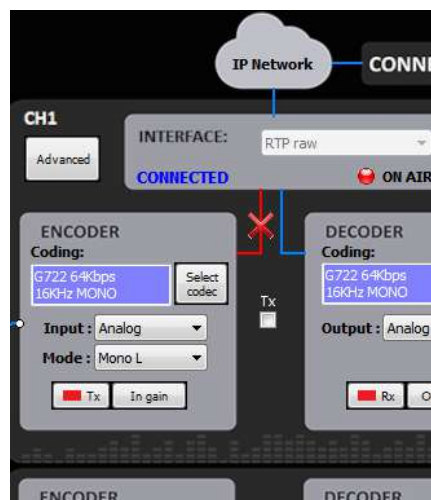 IP Network
CONNE
CH1
Advanced
INTERFACE:
RTP raw
CONNECTED
ON AIR
ENCODER
Coding:
G722 64Kbps
16KHz MONO
Select
codec
Input : Analog
Mode : Mono L
Tx
In gain
Tx
DECODER
Coding:
G722 64Kbps
16KHz MONO
Output : Analog
Rx
O
ENCODER
DECODER